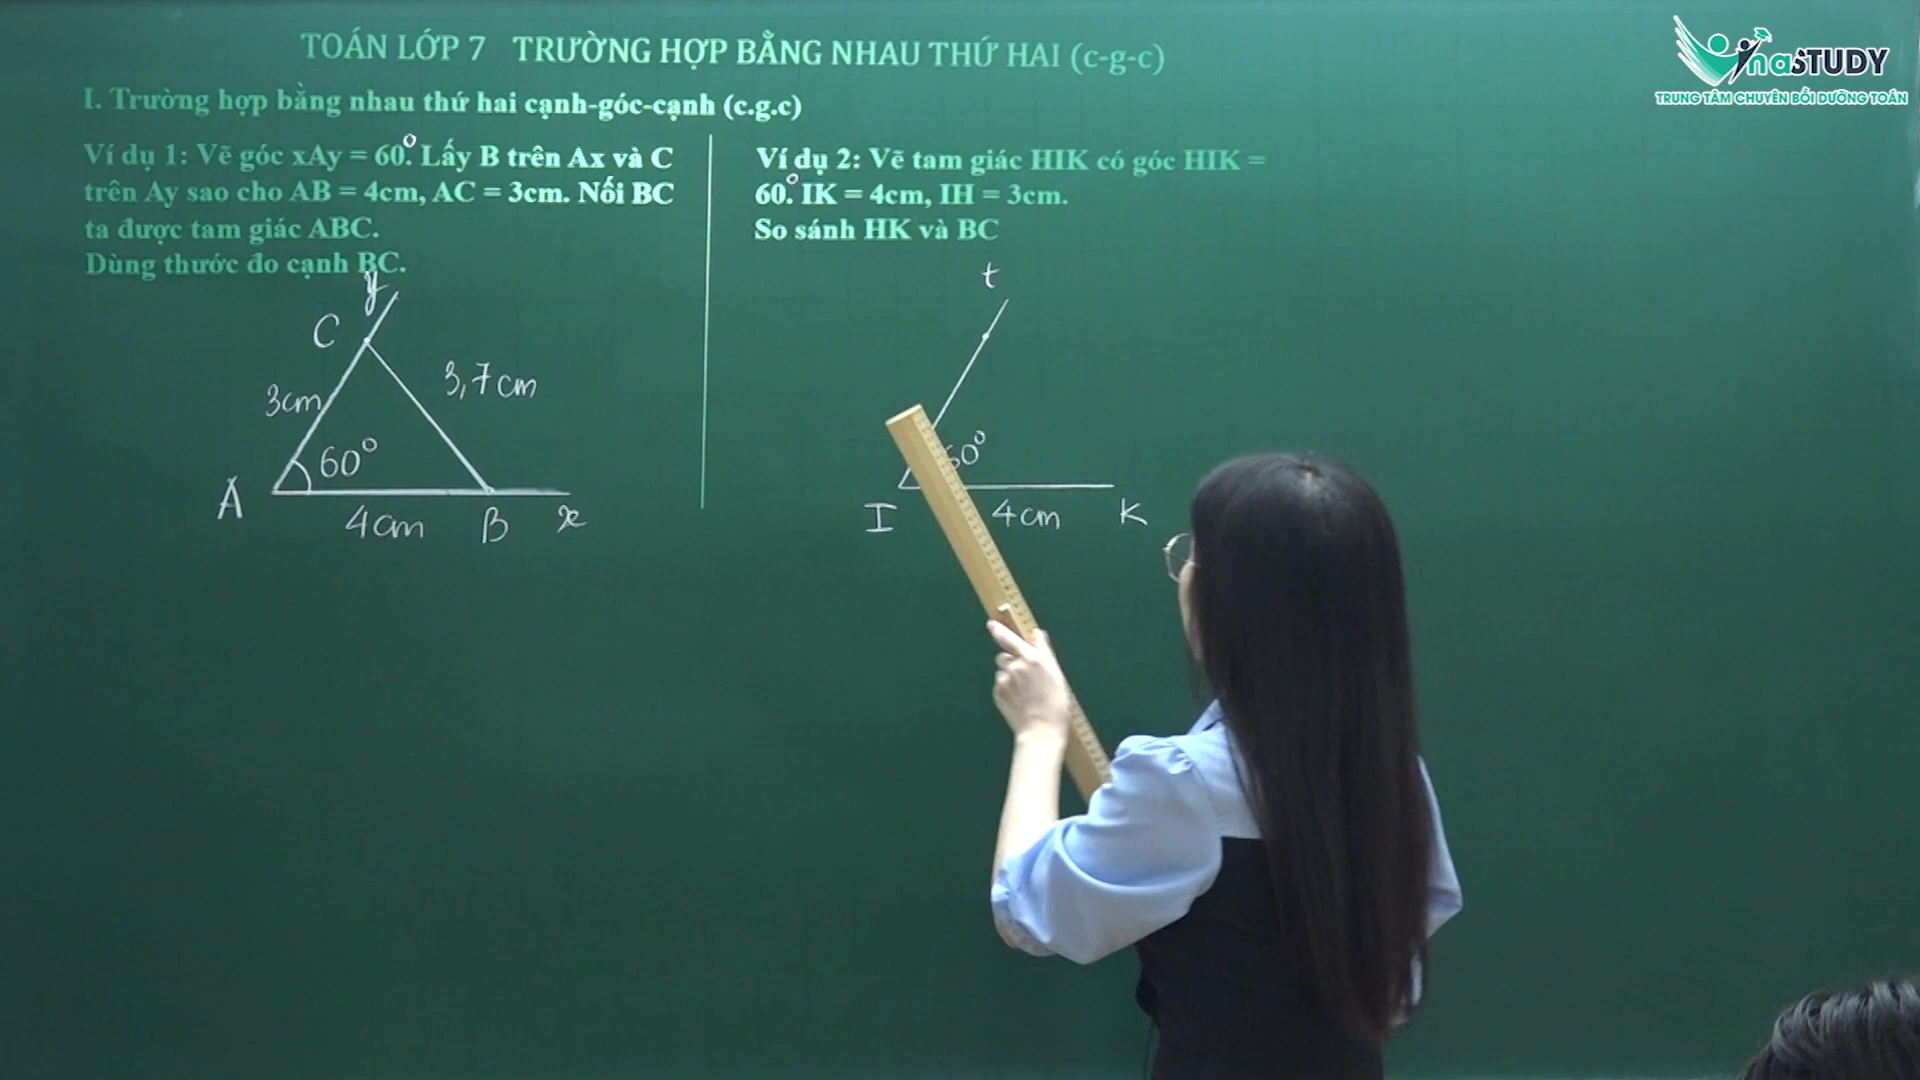 TOÁN LỚP 7 TRƯỜNG HỢP BẰNG NHAU THỨ HAI (c-g-c)
I. Trường hợp bằng nhau thứ hai cạnh-góc-cạnh (c.g.c)
Ví dụ 1: Vẽ góc xAy = 60°. Lấy B trên Ax và C
trên Ay sao cho AB = 4cm, AC = 3cm. Nối BC
ta được tam giác ABC.
Dùng thước đo cạnh BC.
y
C
3cm
3,7cm
60°
A
4cm
B
x
Ví dụ 2: Vẽ tam giác HIK có góc HIK =
60°. IK = 4cm, IH = 3cm.
So sánh HK và BC
t
60°
I
4cm
K
naSTUDY
TRUNG TÂM CHUYÊN BỒI DƯỠNG TOÁN